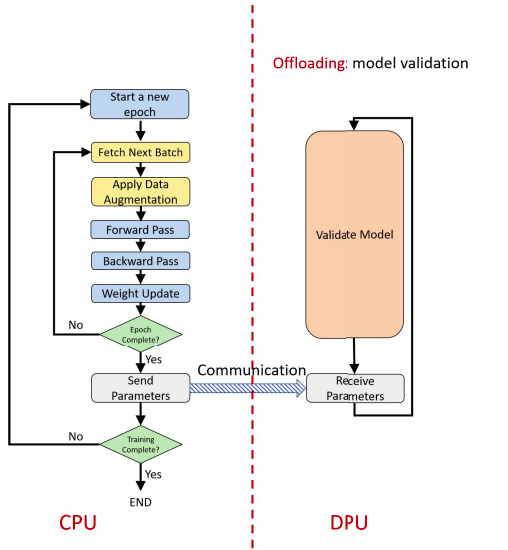 Offloading: model validation
Start a new
epoch
Fetch Next Batch
Apply Data
Augmentation
Forward Pass
Backward Pass
Weight Update
Epoch
Complete?
No
Yes
Send
Parameters
Communication
Training
Complete?
No
Yes
END
CPU
Validate Model
Receive
Parameters
DPU